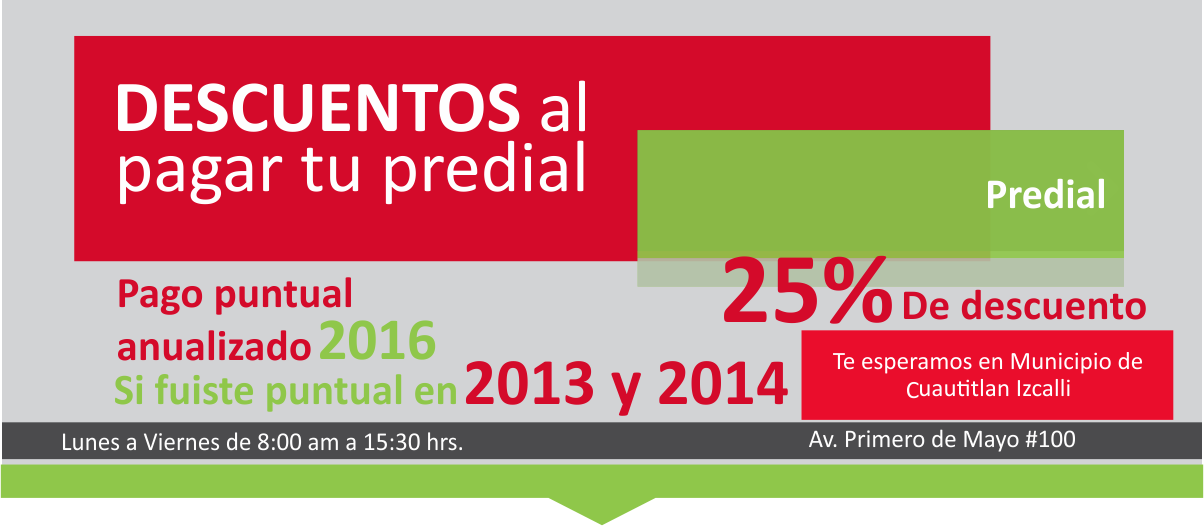 DESCUENTOS al
pagar tu predial
Predial
25% De descuento
Pago puntual
anualizado 2016
Si fuiste puntual en 2013 y 2014
Te esperamos en Municipio de
Cuautitlan Izcalli
Lunes a Viernes de 8:00 am a 15:30 hrs.
Av. Primero de Mayo #100